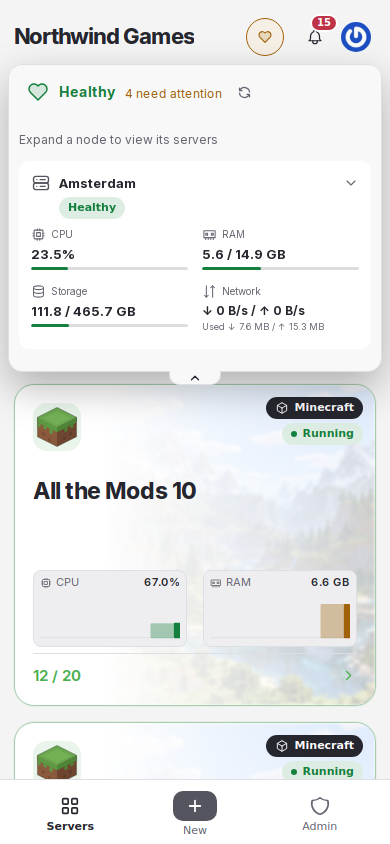 Northwind Games
15
Healthy 4 need attention
Expand a node to view its servers
Amsterdam
Healthy
CPU
23.5%
RAM
5.6 / 14.9 GB
Storage
111.8 / 465.7 GB
Network
↓ 0 B/s / ↑ 0 B/s
Used ↓ 7.6 MB / ↑ 15.3 MB
Minecraft
Running
All the Mods 10
CPU 67.0%
RAM 6.6 GB
12 / 20
Minecraft
Running
Servers
New
Admin